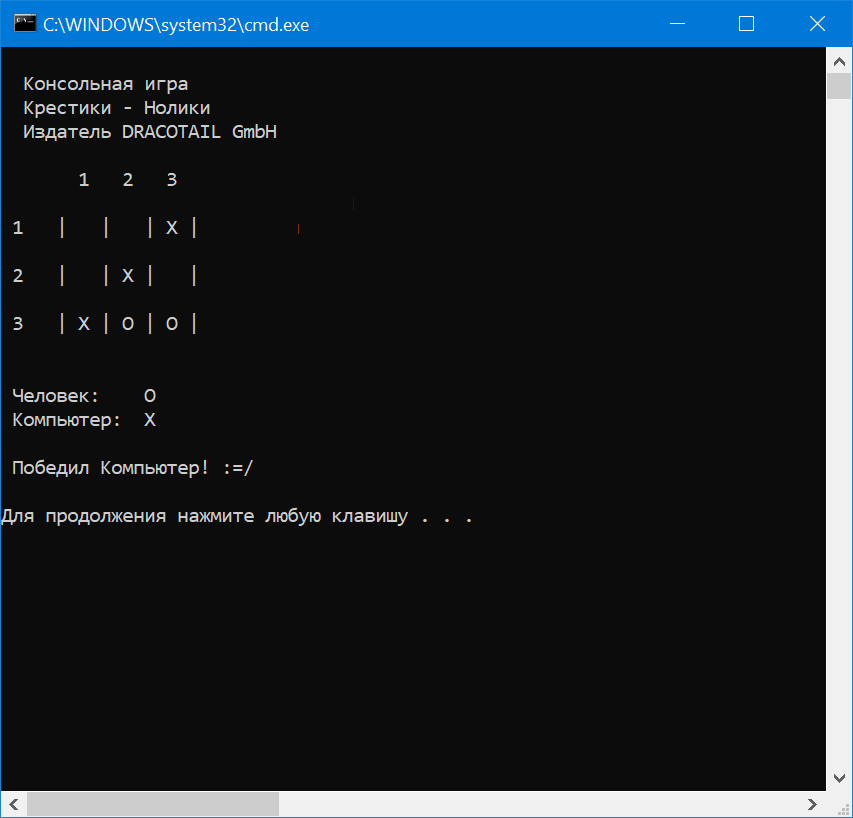 C:\WINDOWS\system32\cmd.exe
Консольная игра
Крестики - Нолики
Издатель DRACOTAIL GmbH
1 2 3
1 | | | X |
2 | | X | |
3 | X | O | O |
Человек: O
Компьютер: X
Победил Компьютер! :=/
Для продолжения нажмите любую клавишу . . .